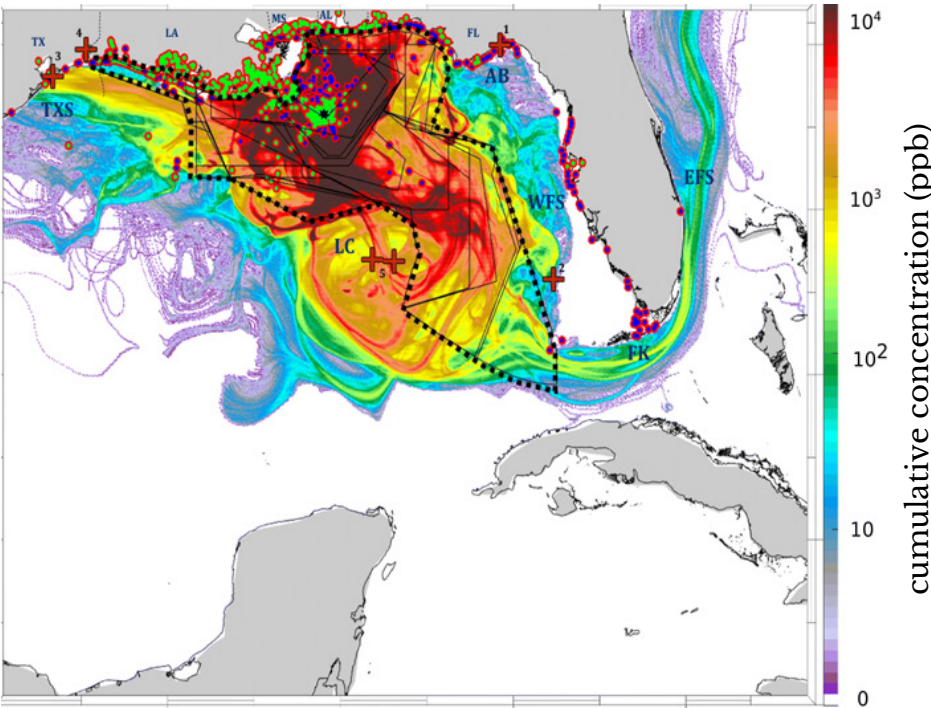 MS
AL
TX
4
LA
FL
1
3
AB
TXS
EFS
WFS
LC
5
2
FK
10⁴
10³
10²
10
0
cumulative concentration (ppb)